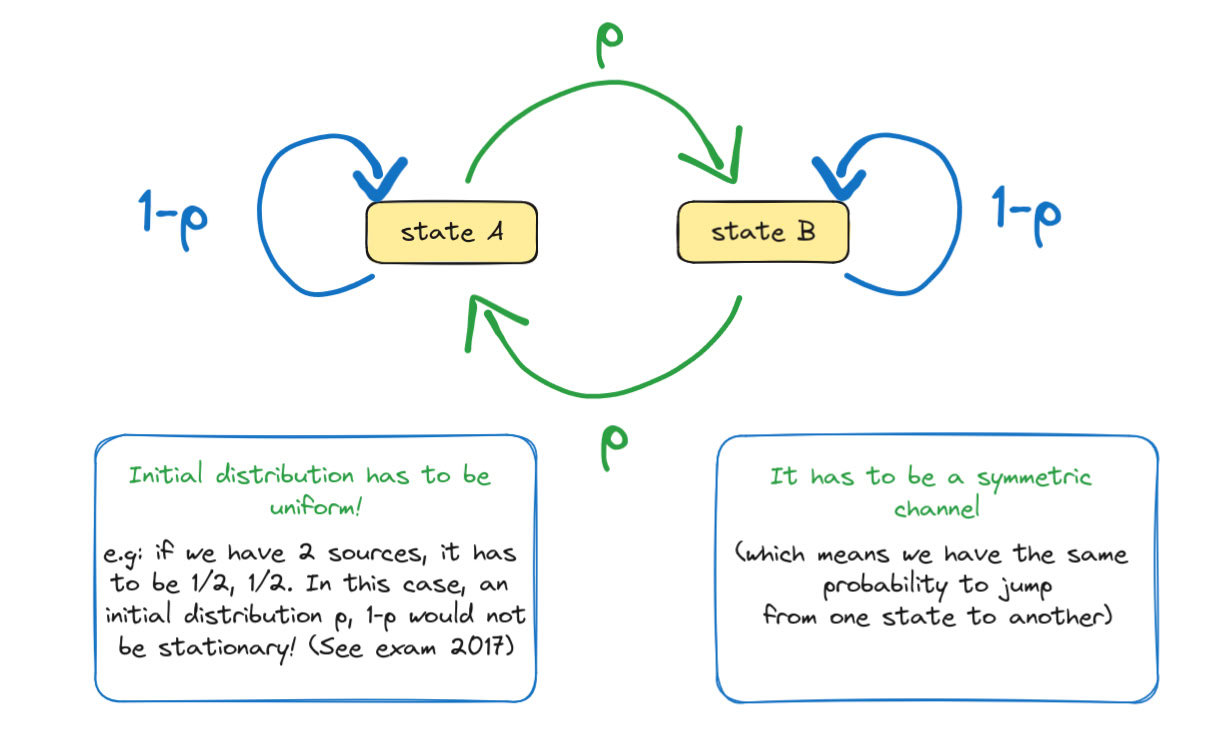 p
1-p
state A
state B
1-p
p
Initial distribution has to be
uniform!
e.g: if we have 2 sources, it has
to be 1/2, 1/2. In this case, an
initial distribution p, 1-p would not
be stationary! (See exam 2017)
It has to be a symmetric
channel
(which means we have the same
probability to jump
from one state to another)